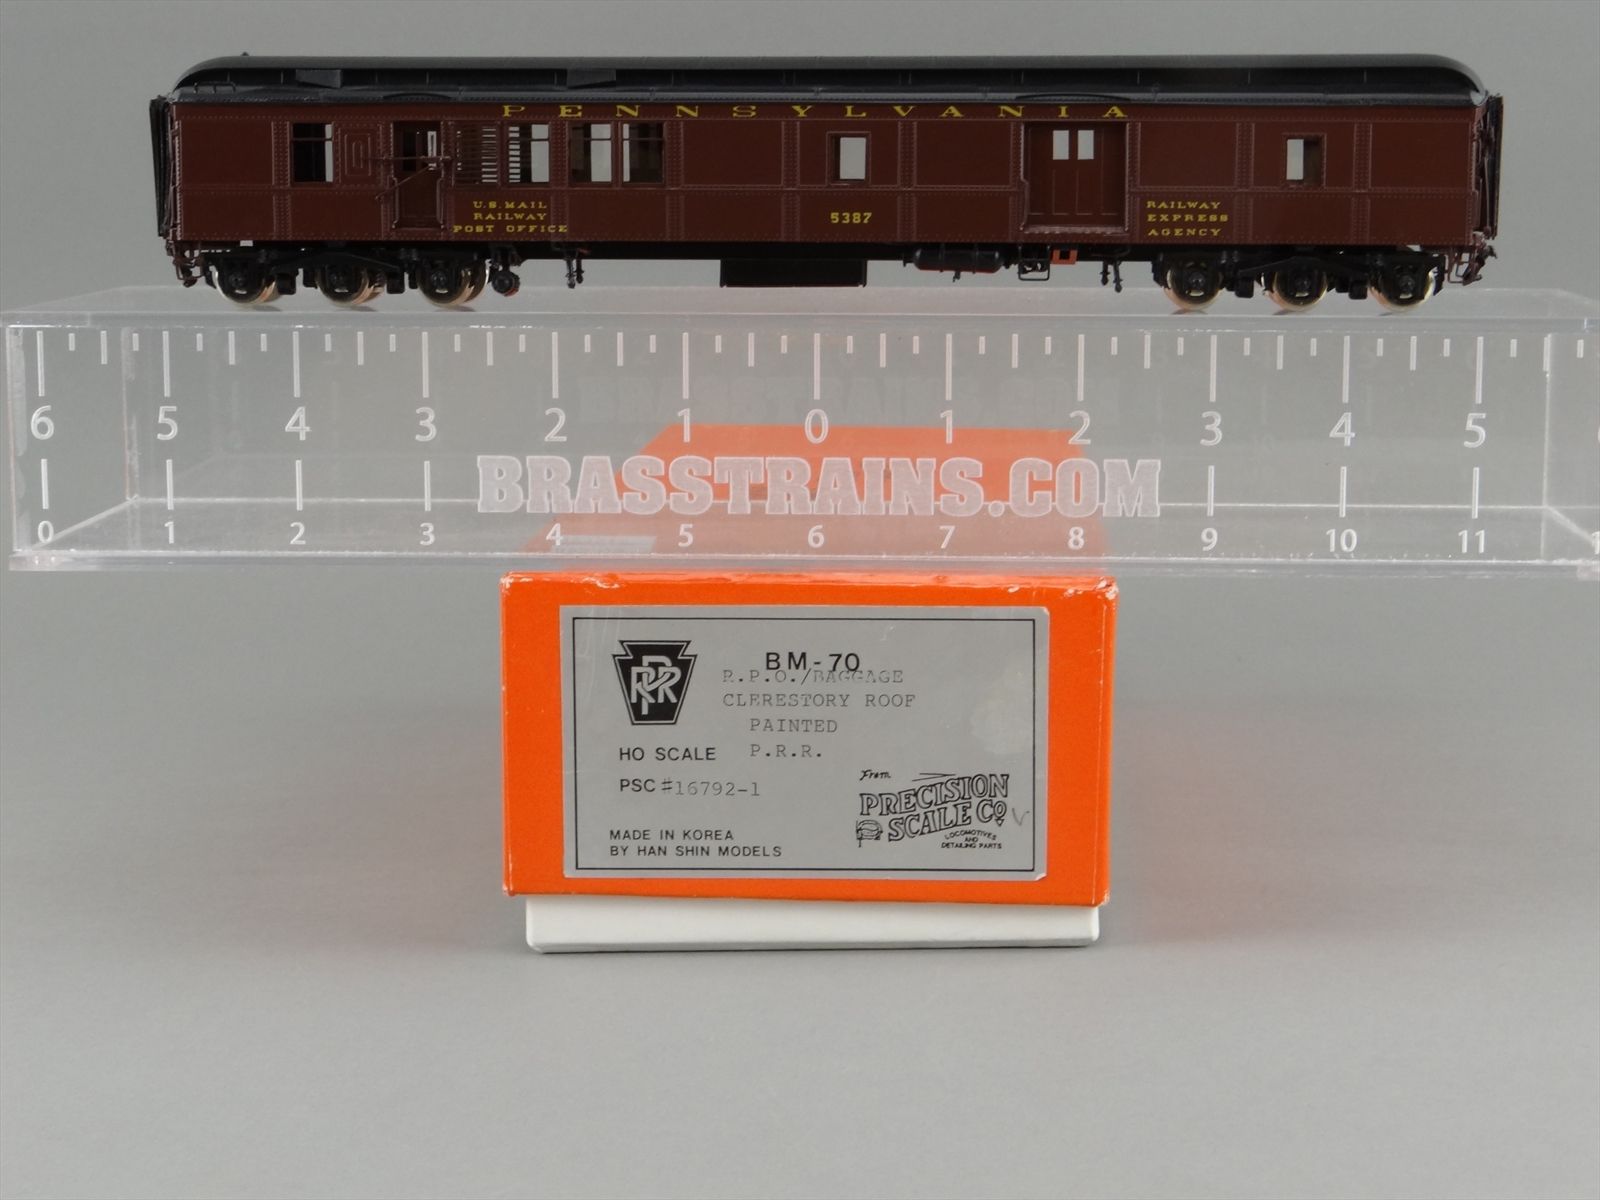 PENNSYLVANIA
U.S. MAIL
RAILWAY
POST OFFICE
5387
RAILWAY
EXPRESS
AGENCY
6 5 4 3 2 1 0 1 2 3 4 5
BRASSTRAINS.COM
0 1 2 3 4 5 6 7 8 9 10 11
PRR
BM-70
R.P.O./BAGGAGE
CLERESTORY ROOF
PAINTED
HO SCALE P.R.R.
PSC #16792-1
From
PRECISION
SCALE CO.
LOCOMOTIVES
AND
DETAILING PARTS
MADE IN KOREA
BY HAN SHIN MODELS